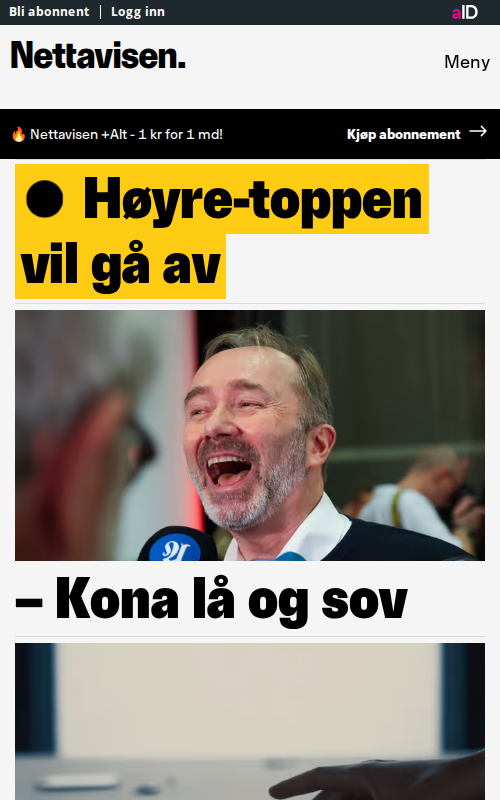 Bli abonnent
Logg inn
aID
Nettavisen.
Meny
🔥 Nettavisen +Alt - 1 kr for 1 md!
Kjøp abonnement →
● Høyre-toppen
vil gå av
– Kona lå og sov